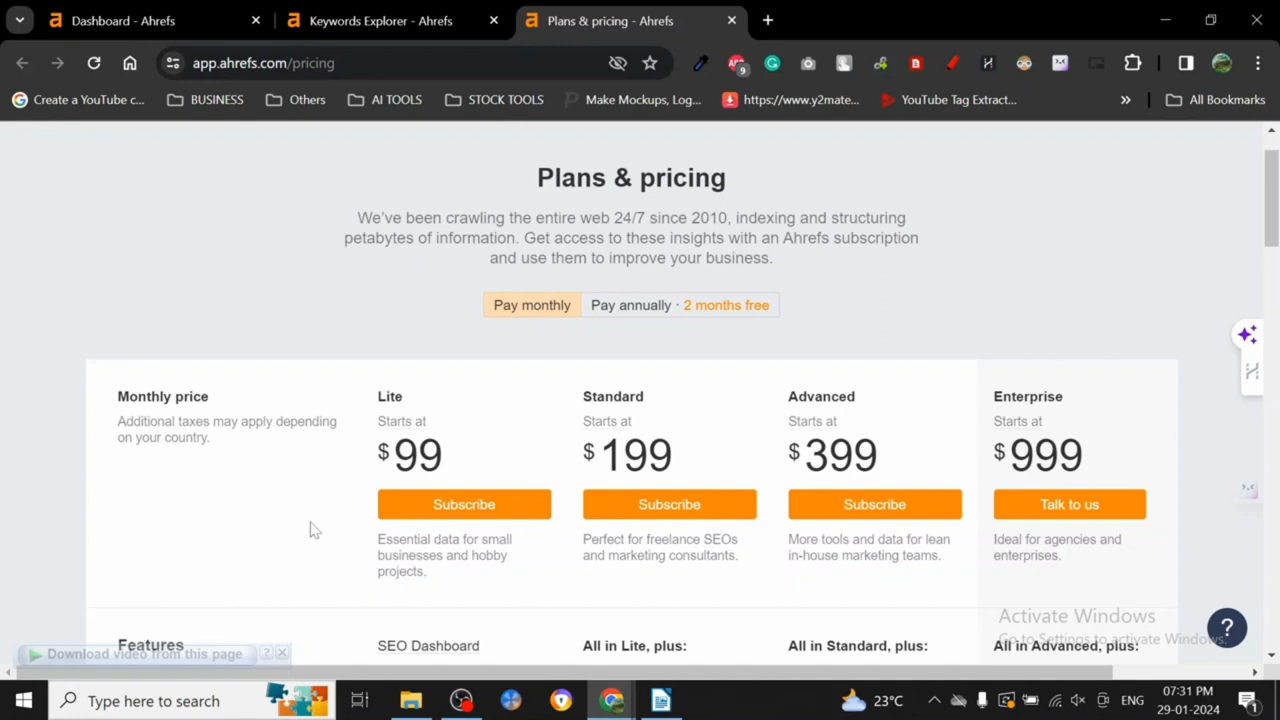 Dashboard - Ahrefs
Keywords Explorer - Ahrefs
Plans & pricing - Ahrefs
app.ahrefs.com/pricing
9
Create a YouTube c...
BUSINESS
Others
AI TOOLS
STOCK TOOLS
Make Mockups, Log...
https://www.y2mate...
YouTube Tag Extract...
All Bookmarks
Plans & pricing
We've been crawling the entire web 24/7 since 2010, indexing and structuring
petabytes of information. Get access to these insights with an Ahrefs subscription
and use them to improve your business.
Pay monthly
Pay annually · 2 months free
Monthly price
Additional taxes may apply depending
on your country.
Lite
Starts at
$99
Subscribe
Essential data for small
businesses and hobby
projects.
Standard
Starts at
$199
Subscribe
Perfect for freelance SEOs
and marketing consultants.
Advanced
Starts at
$399
Subscribe
More tools and data for lean
in-house marketing teams.
Enterprise
Starts at
$999
Talk to us
Ideal for agencies and
enterprises.
Activate Windows
Go to Settings to activate Windows.
?
Features
SEO Dashboard
All in Lite, plus:
All in Standard, plus:
All in Advanced, plus:
Download video from this page
?
Type here to search
23°C
ENG
07:31 PM
29-01-2024
1